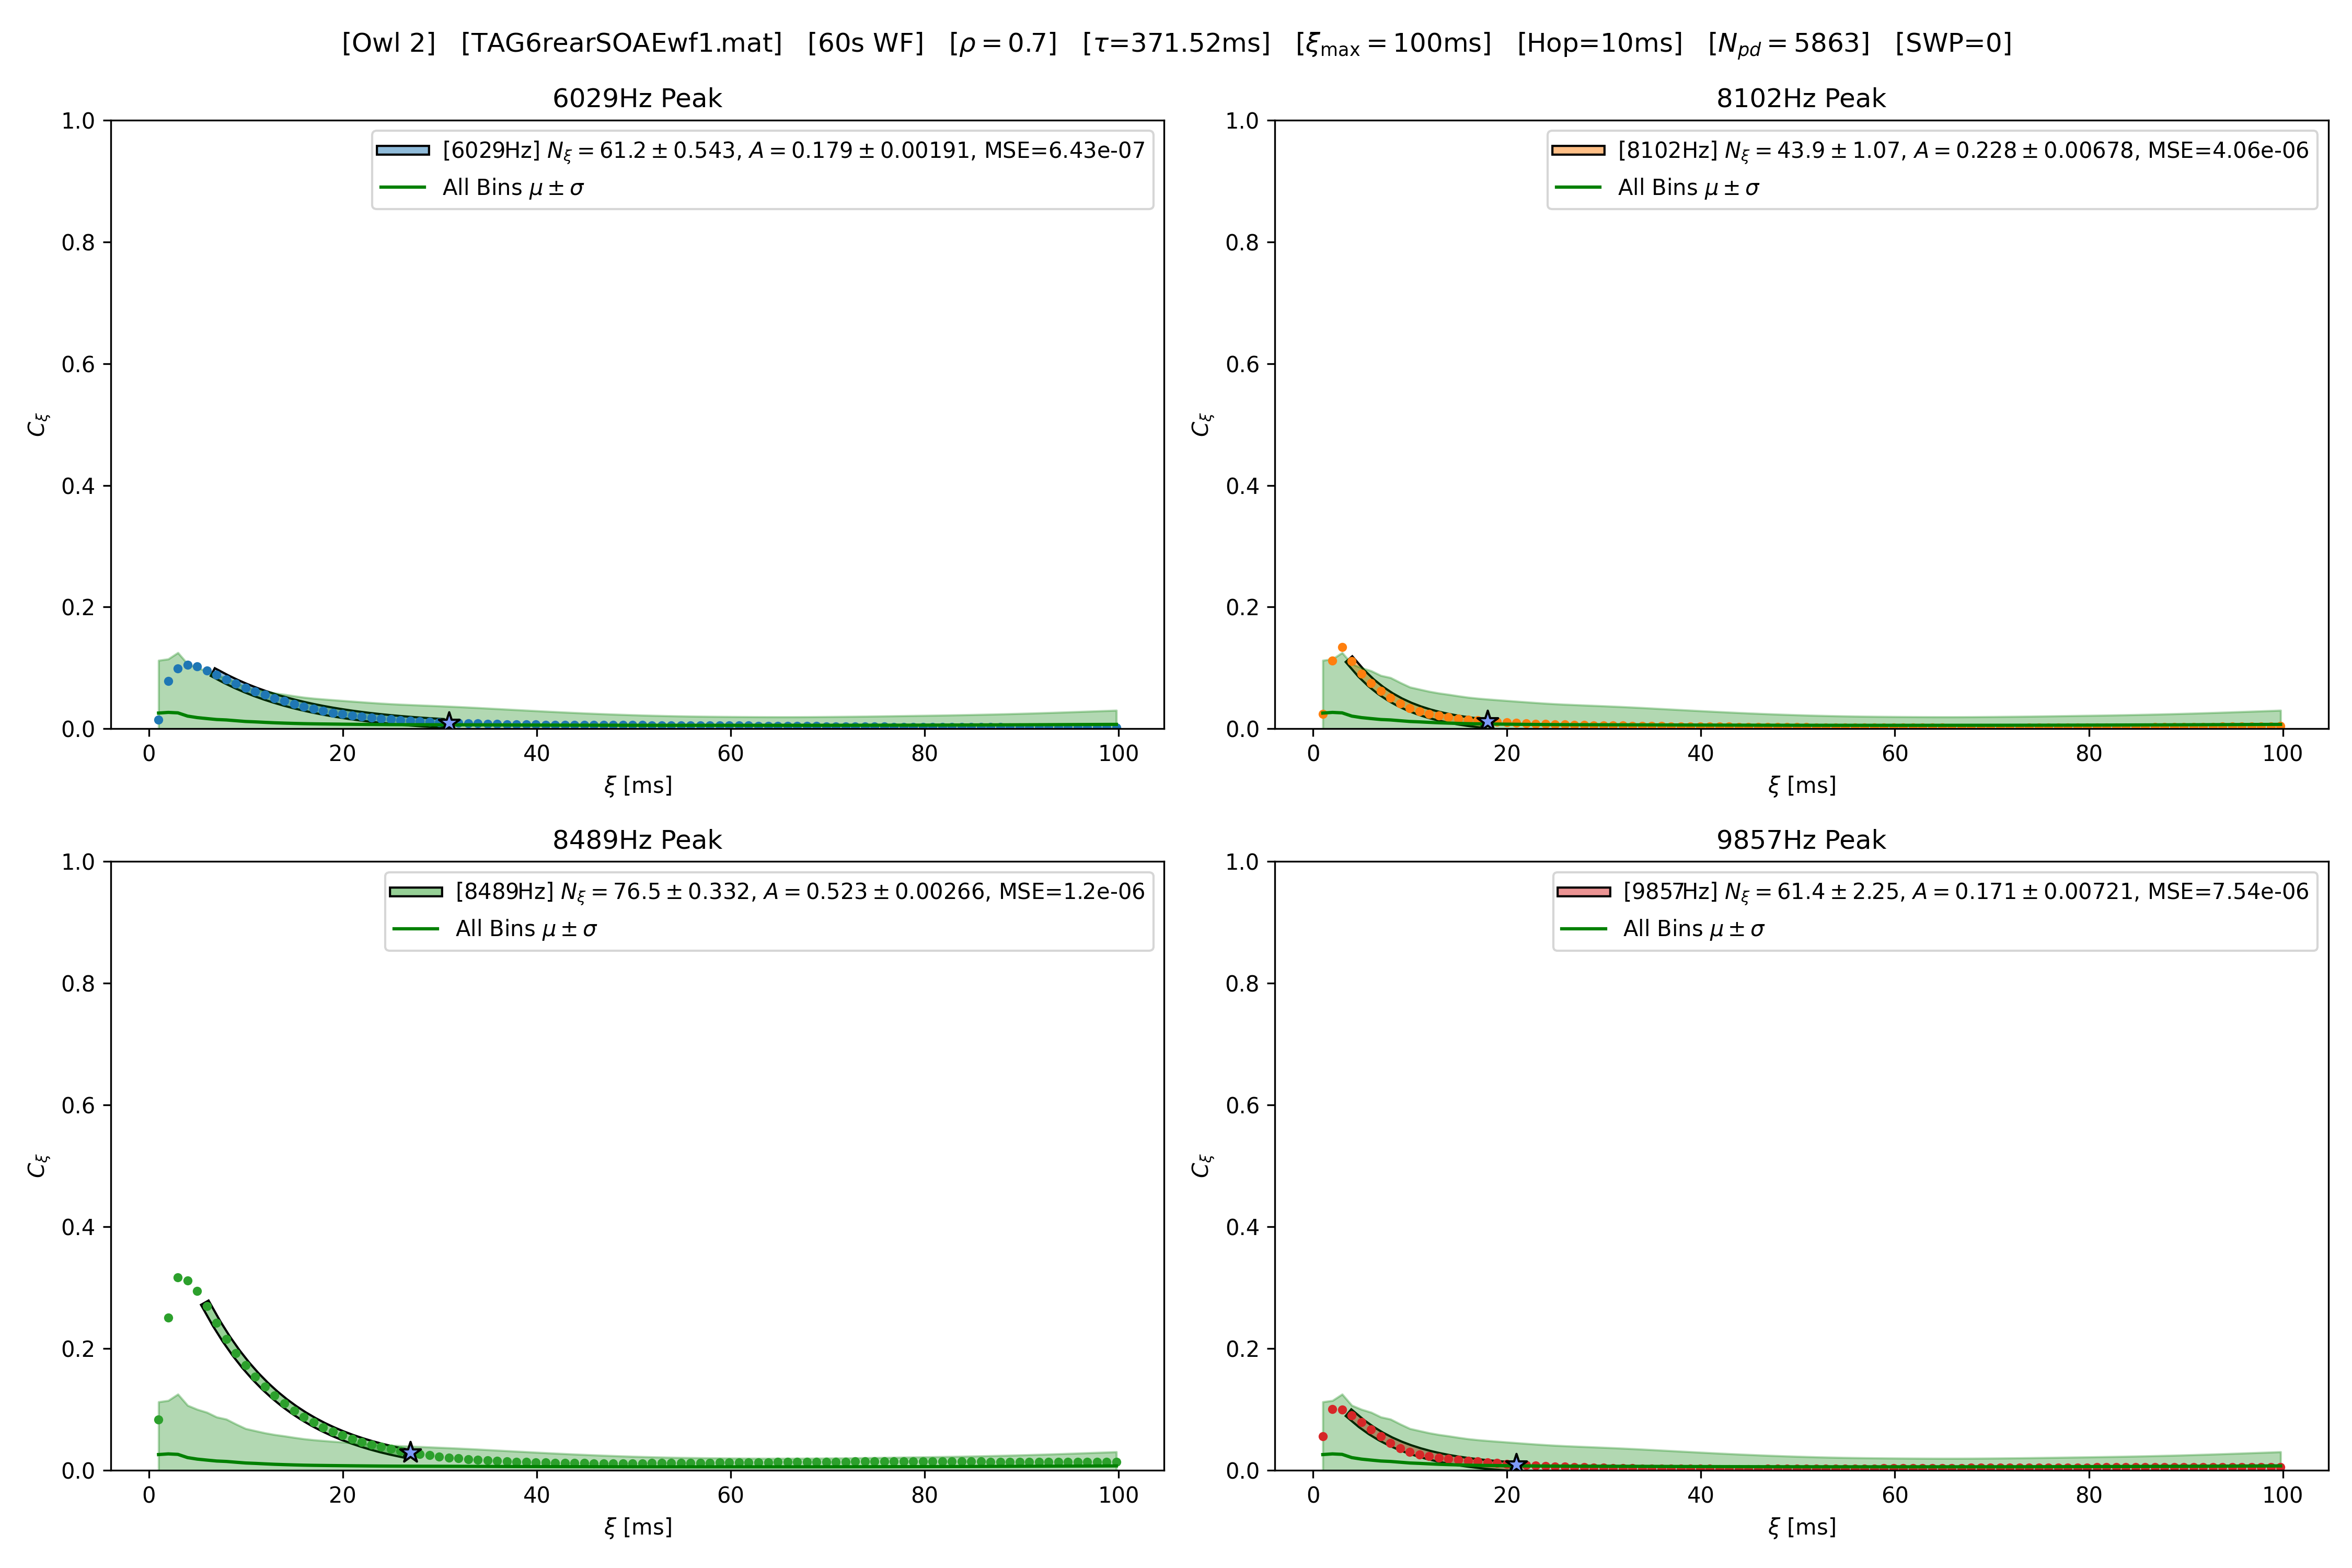 [Owl 2] [TAG6rearSOAEwf1.mat] [60s WF] [ρ = 0.7] [τ=371.52ms] [ξmax = 100ms] [Hop=10ms] [Npd = 5863] [SWP=0]
6029Hz Peak
1.0
0.8
0.6
0.4
0.2
0.0
Cξ
[6029Hz] Nξ = 61.2 ± 0.543, A = 0.179 ± 0.00191, MSE=6.43e-07
All Bins μ ± σ
0 20 40 60 80 100
ξ [ms]
8102Hz Peak
1.0
0.8
0.6
0.4
0.2
0.0
Cξ
[8102Hz] Nξ = 43.9 ± 1.07, A = 0.228 ± 0.00678, MSE=4.06e-06
All Bins μ ± σ
0 20 40 60 80 100
ξ [ms]
8489Hz Peak
1.0
0.8
0.6
0.4
0.2
0.0
Cξ
[8489Hz] Nξ = 76.5 ± 0.332, A = 0.523 ± 0.00266, MSE=1.2e-06
All Bins μ ± σ
0 20 40 60 80 100
ξ [ms]
9857Hz Peak
1.0
0.8
0.6
0.4
0.2
0.0
Cξ
[9857Hz] Nξ = 61.4 ± 2.25, A = 0.171 ± 0.00721, MSE=7.54e-06
All Bins μ ± σ
0 20 40 60 80 100
ξ [ms]